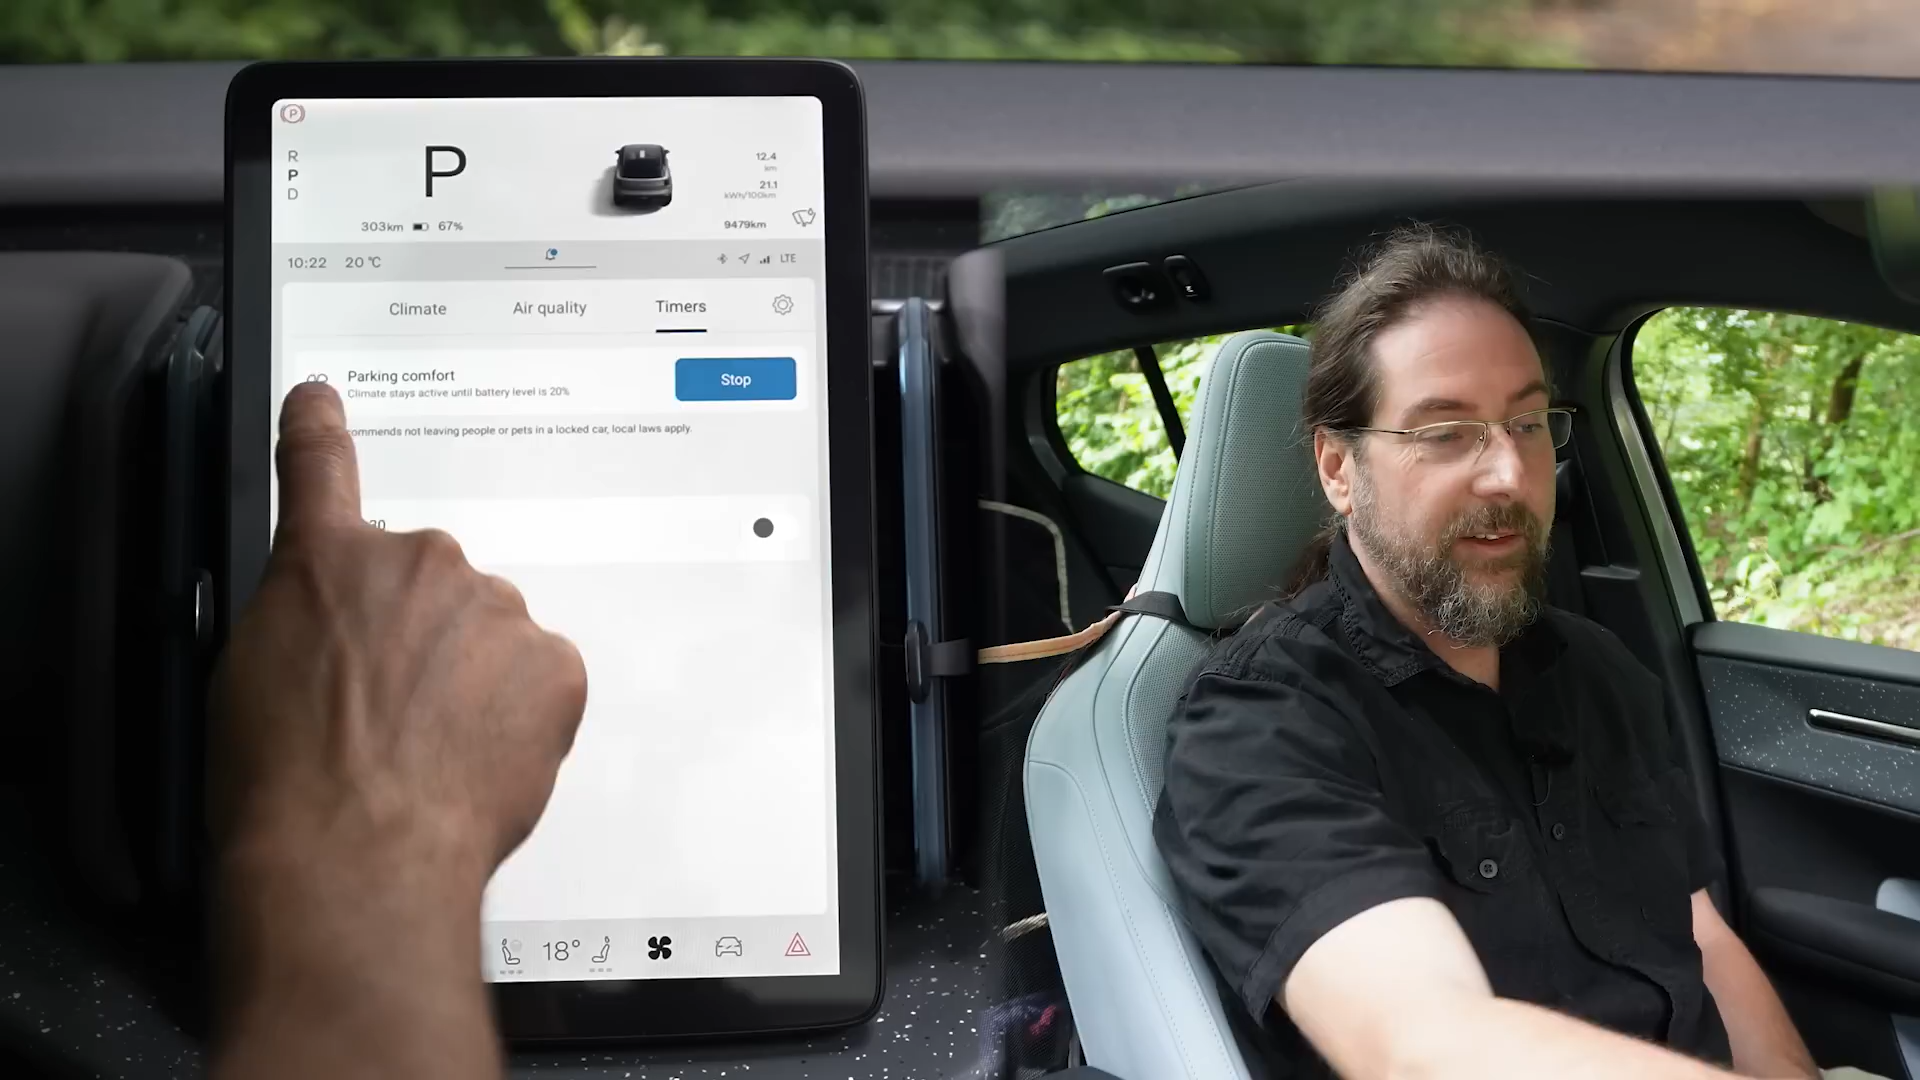 P
R
P
D
P
12.4
km
21.1
kWh/100km
303km 67%
9479km
10:22 20 °C
LTE
Climate Air quality Timers
Parking comfort
Climate stays active until battery level is 20%
Stop
ommends not leaving people or pets in a locked car, local laws apply.
30
18°